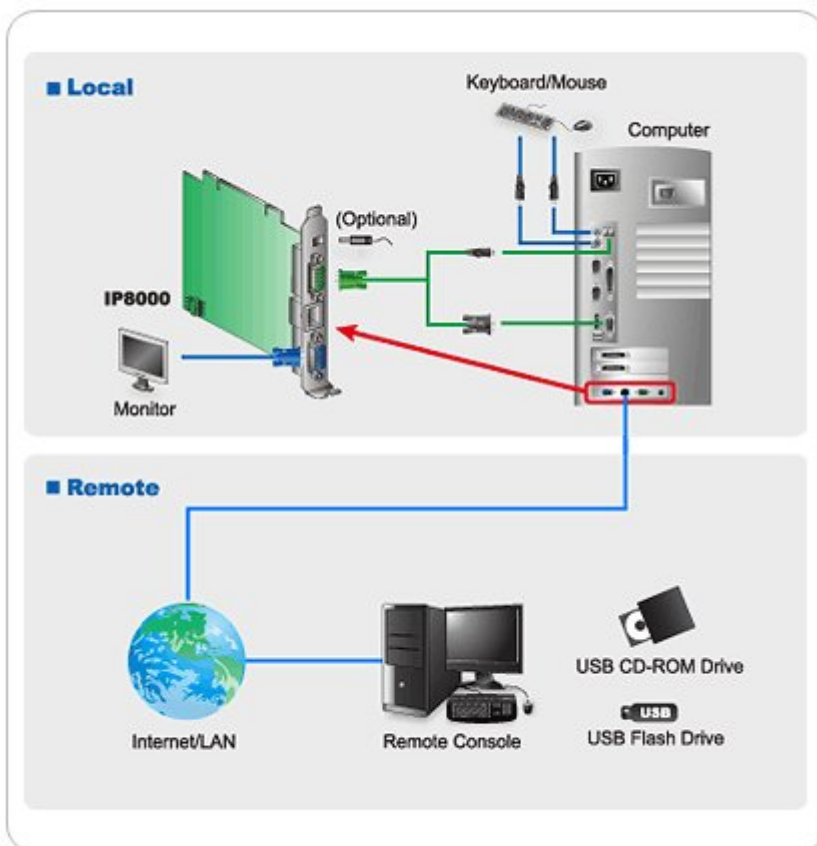 Local
Keyboard/Mouse
Computer
(Optional)
IP8000
Monitor
Remote
Internet/LAN
Remote Console
USB CD-ROM Drive
USB
USB Flash Drive